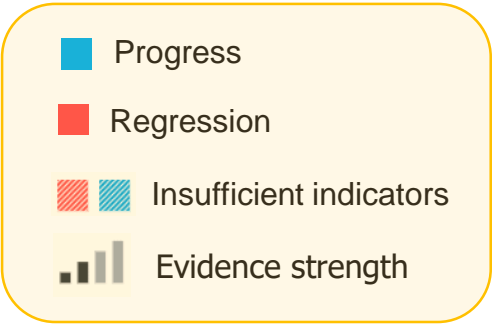 Progress
Regression
Insufficient indicators
Evidence strength